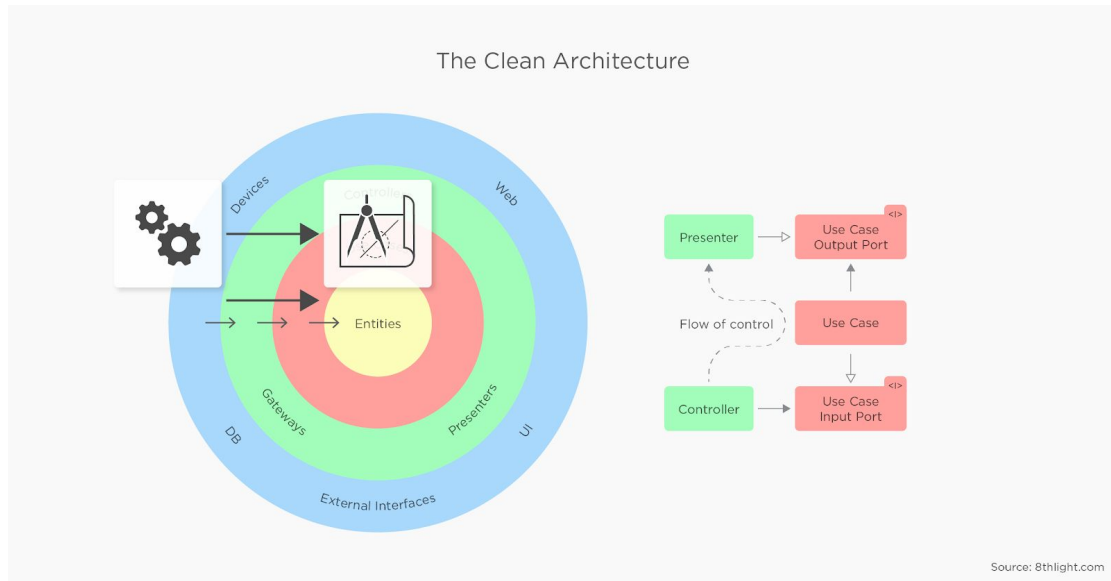 The Clean Architecture
Devices
Web
Entities
Gateways
Presenters
DB
UI
External Interfaces
Presenter
Use Case
Output Port
<I>
Flow of control
Use Case
Controller
Use Case
Input Port
<I>
Source: 8thlight.com